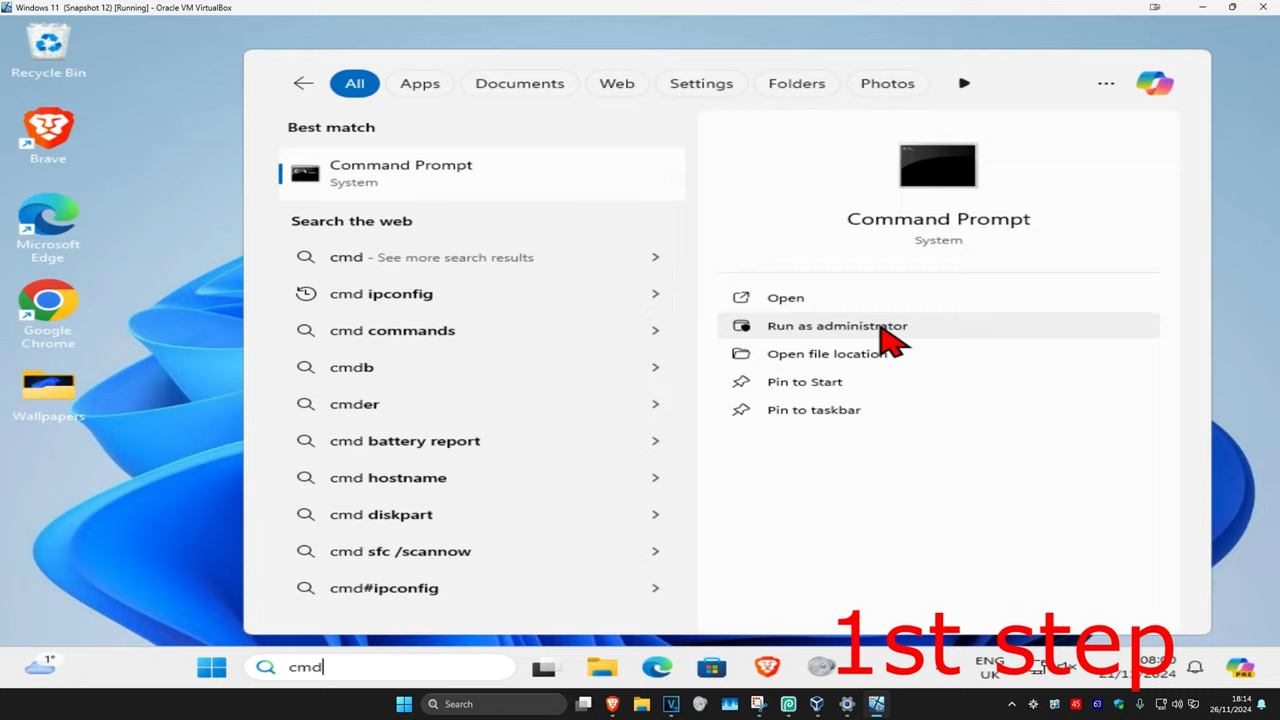 Windows 11 (Snapshot 12) [Running] - Oracle VM VirtualBox
Recycle Bin
Brave
Microsoft
Edge
Google
Chrome
Wallpapers
All
Apps
Documents
Web
Settings
Folders
Photos
Best match
Command Prompt
System
Search the web
cmd - See more search results
cmd ipconfig
cmd commands
cmdb
cmder
cmd battery report
cmd hostname
cmd diskpart
cmd sfc /scannow
cmd#ipconfig
Command Prompt
System
Open
Run as administrator
Open file location
Pin to Start
Pin to taskbar
1st step
1°
cmd
ENG
UK
PRE
Search
18:14
26/11/2024